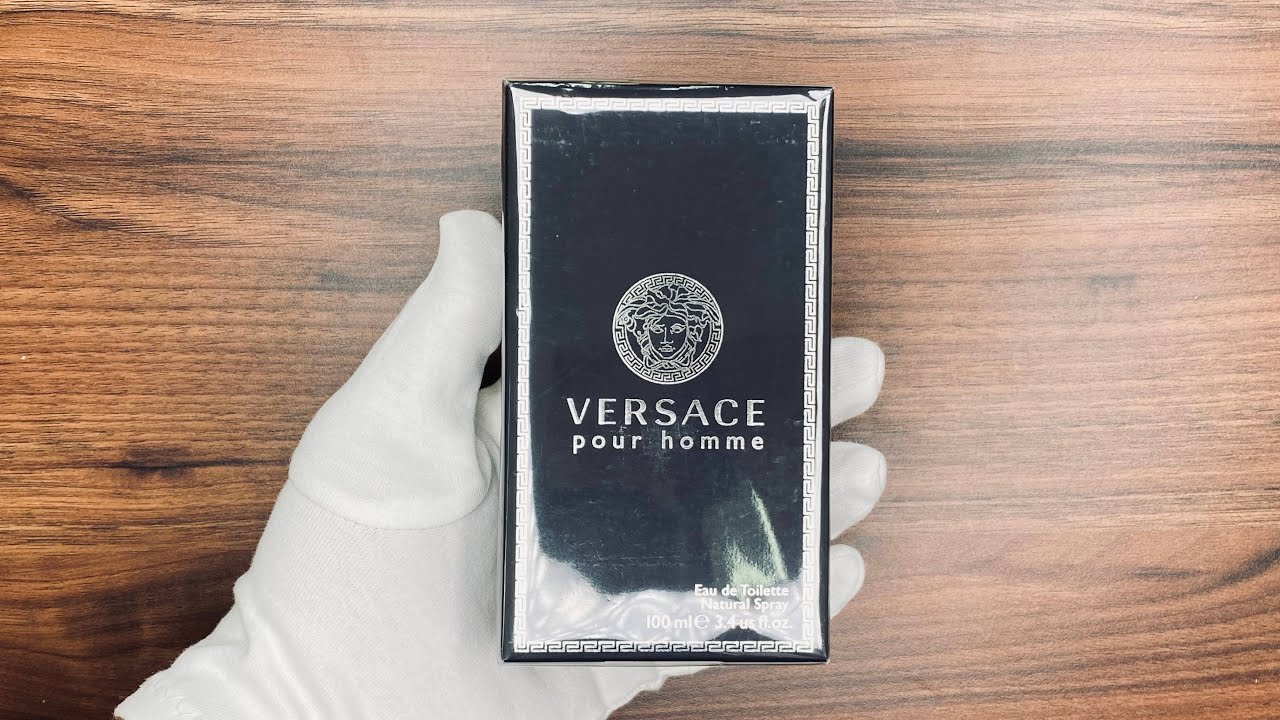 VERSACE
pour homme
Eau de Toilette
Natural Spray
100 ml ℮ 3.4 us fl.oz.